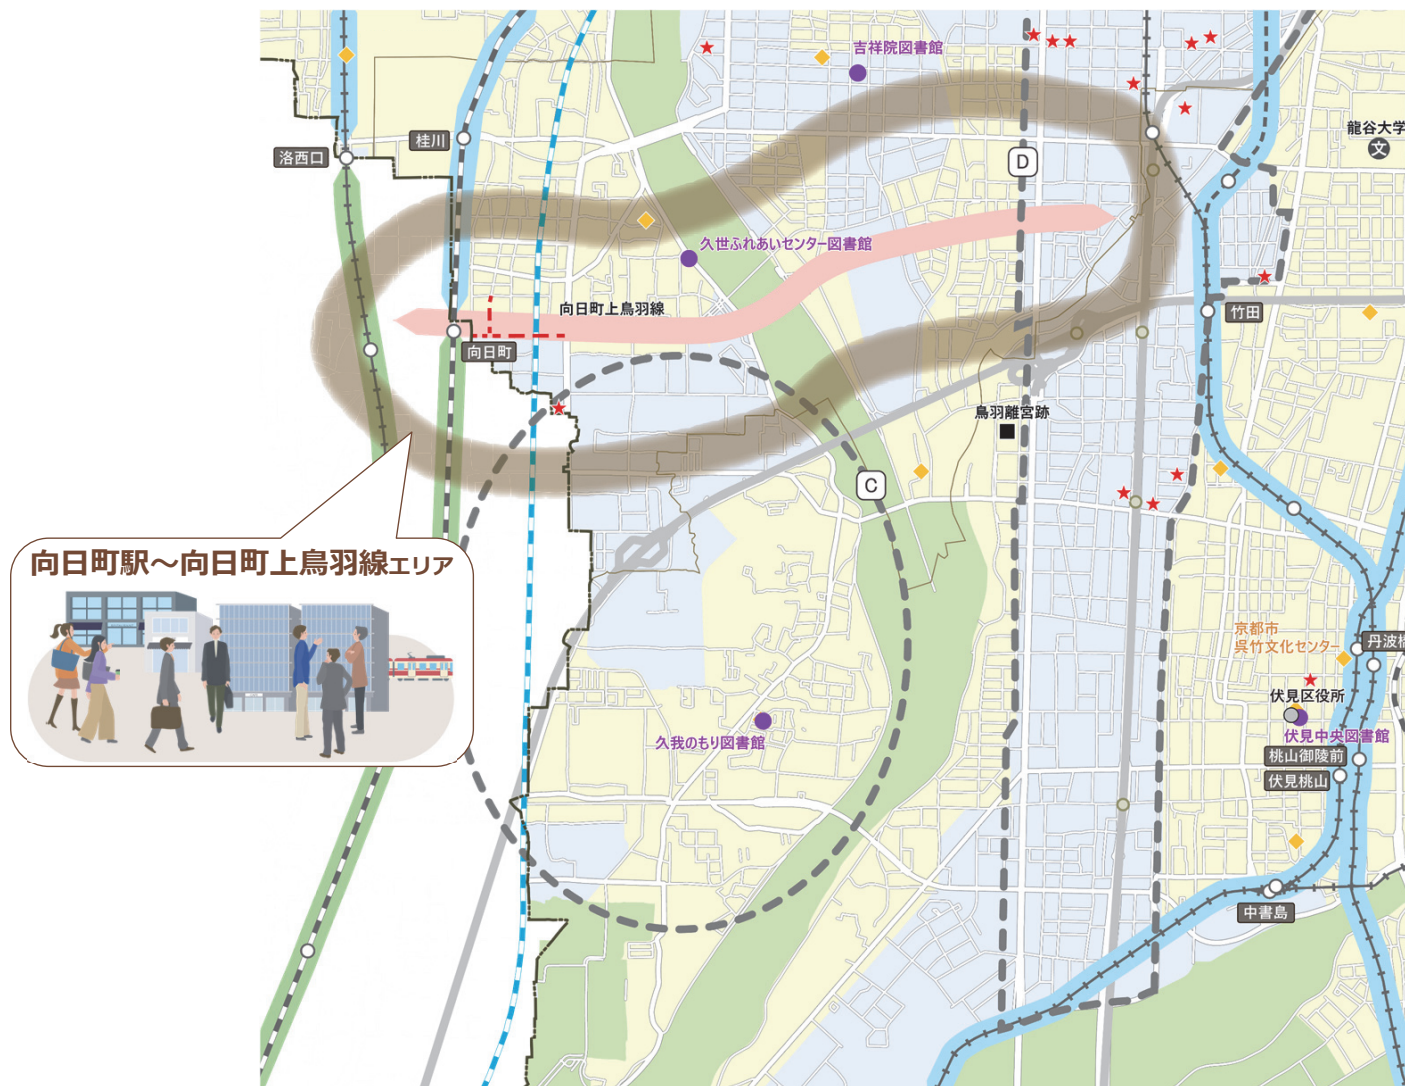 吉祥院図書館
龍谷大学
文
桂川
洛西口
D
久世ふれあいセンター図書館
向日町上鳥羽線
竹田
向日町
鳥羽離宮跡
C
向日町駅～向日町上鳥羽線エリア
京都市
呉竹文化センター
丹波橋
伏見区役所
伏見中央図書館
久我のもり図書館
桃山御陵前
伏見桃山
中書島